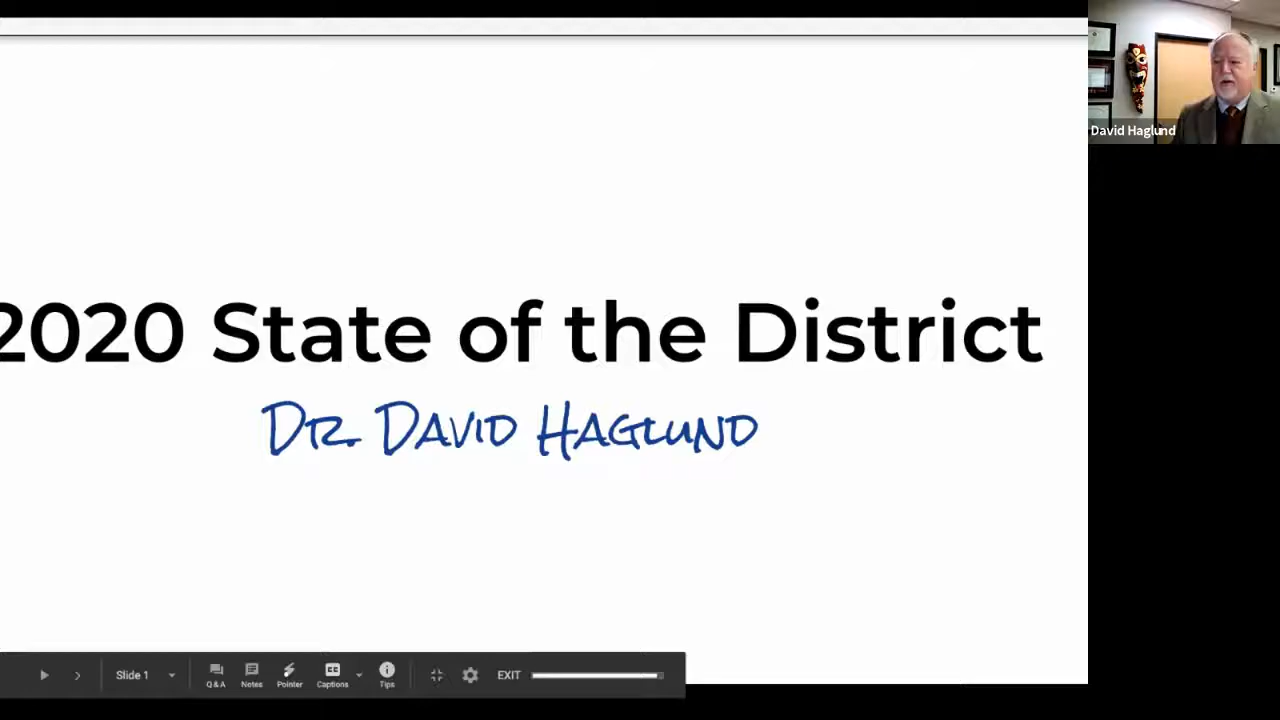 David Haglund
2020 State of the District
Dr. David Haglund
Slide 1
Q&A
Notes
Pointer
Captions
Tips
EXIT